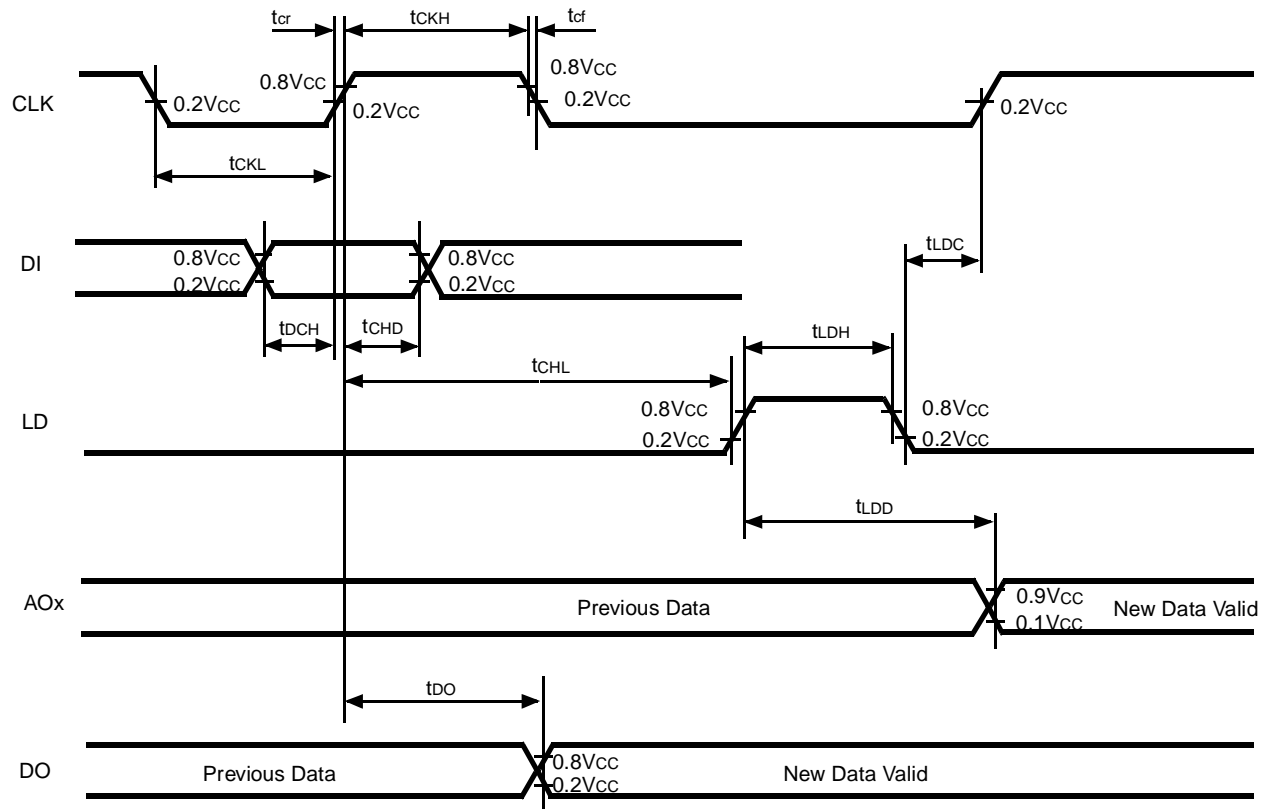 tcr
tCKH
tcf
CLK
0.2VCC
0.8VCC
0.2VCC
0.8VCC
0.2VCC
0.2VCC
tCKL
DI
0.8VCC
0.2VCC
0.8VCC
0.2VCC
tLDC
tDCH
tCHD
tLDH
tCHL
LD
0.8VCC
0.2VCC
0.8VCC
0.2VCC
tLDD
AOx
Previous Data
0.9VCC
0.1VCC
New Data Valid
tDO
DO
Previous Data
0.8VCC
0.2VCC
New Data Valid